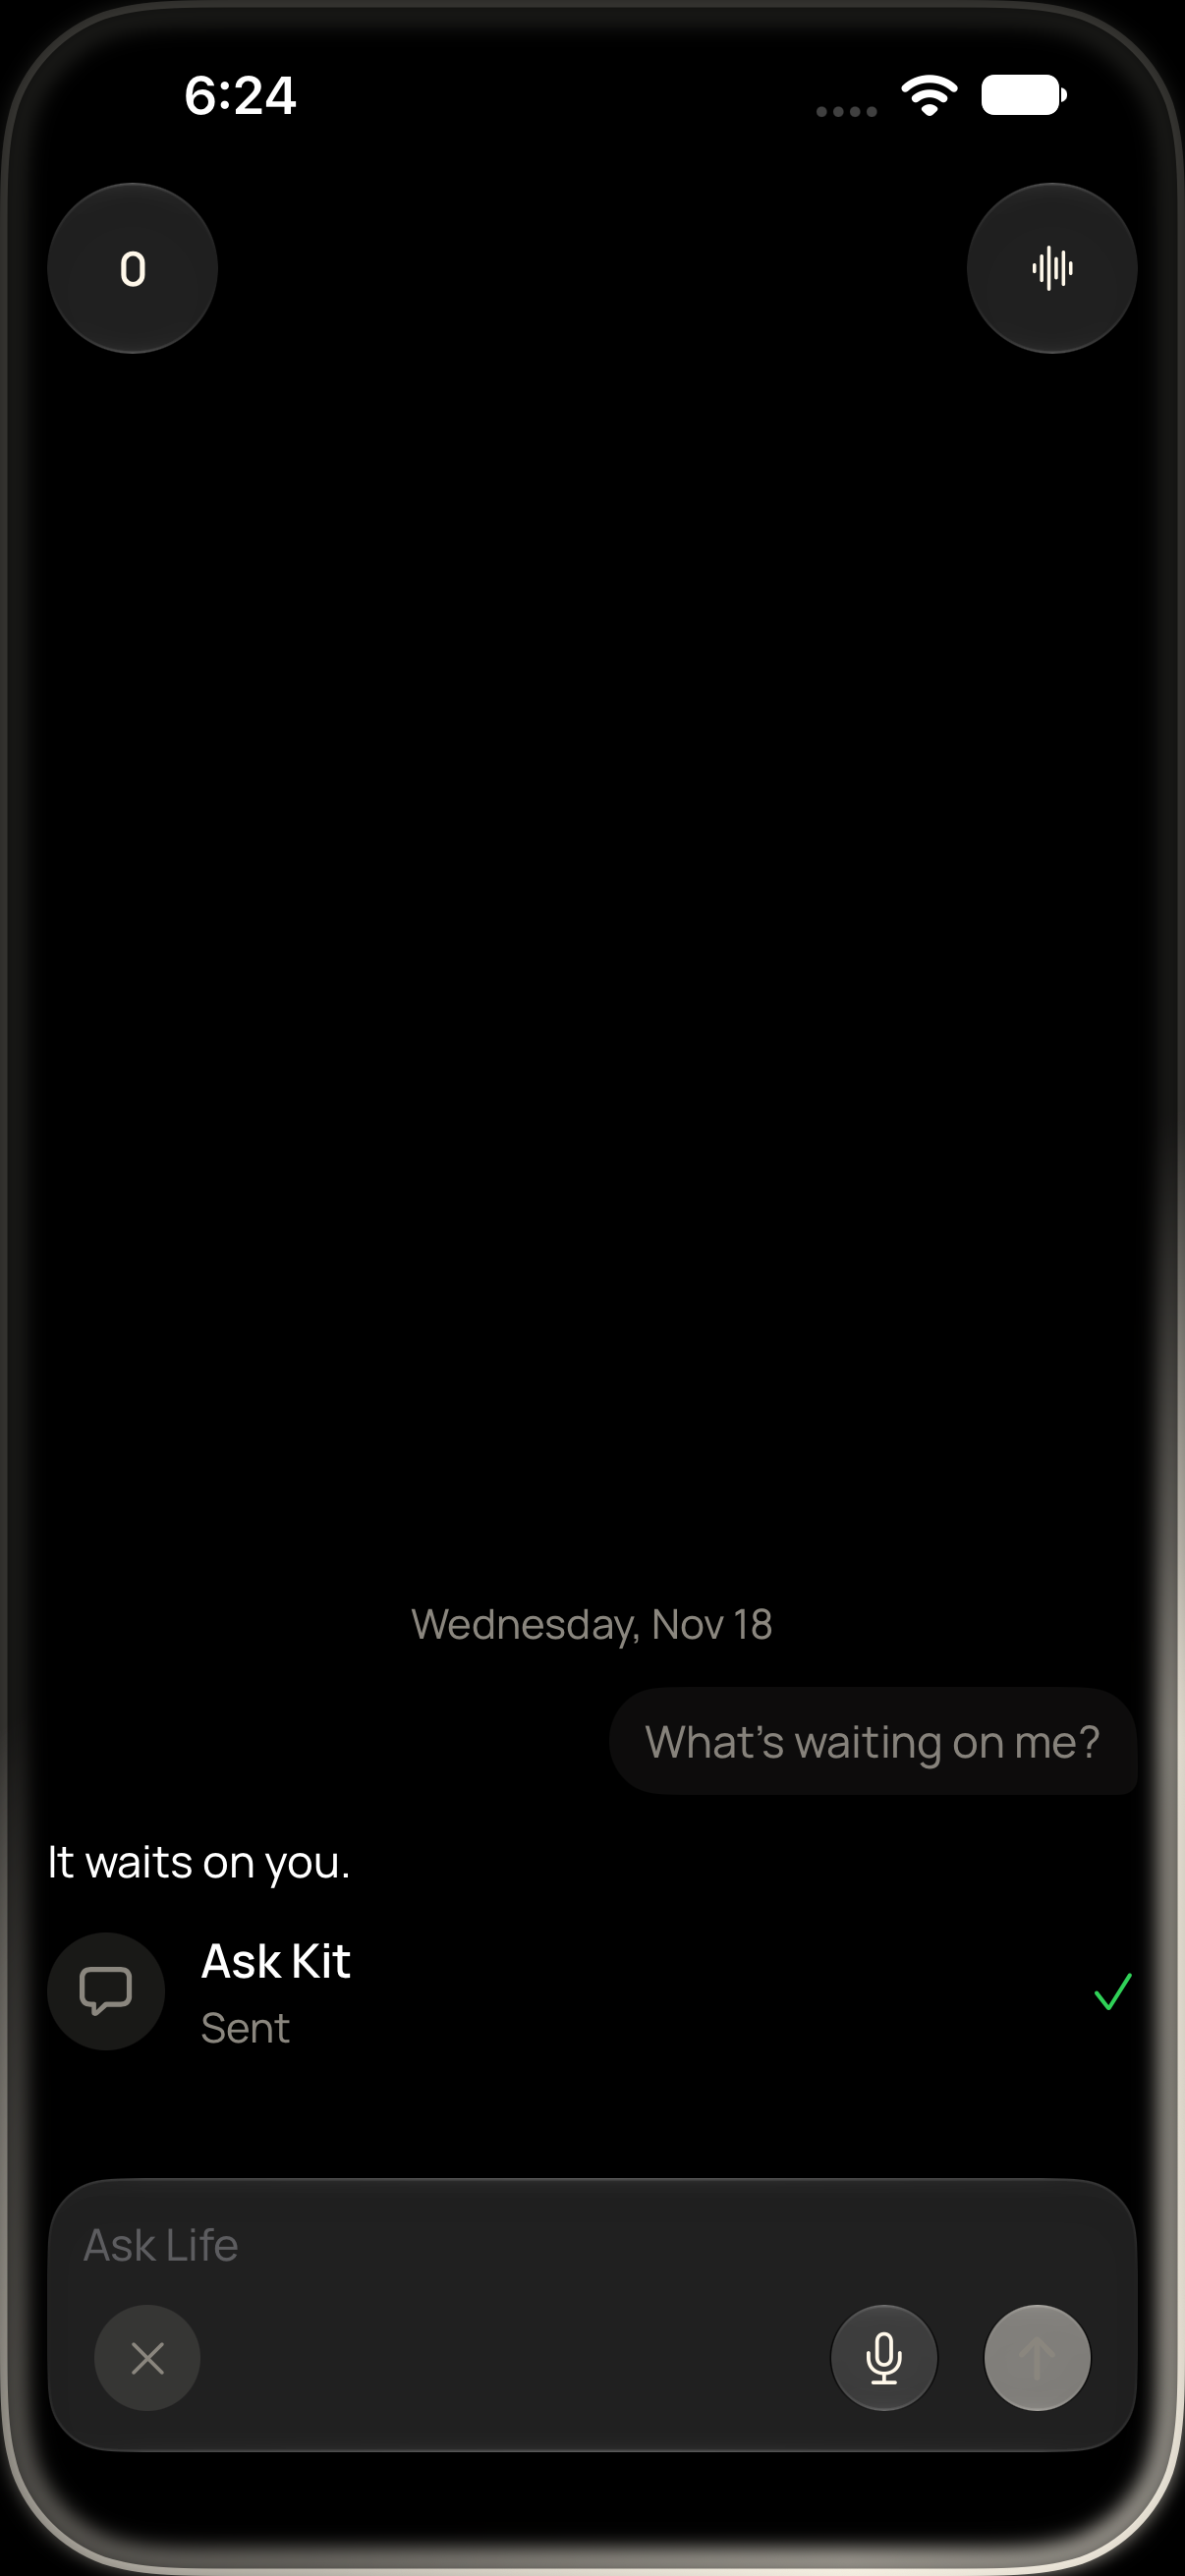 6:24
0
Wednesday, Nov 18
What's waiting on me?
It waits on you.
Ask Kit
Sent
Ask Life